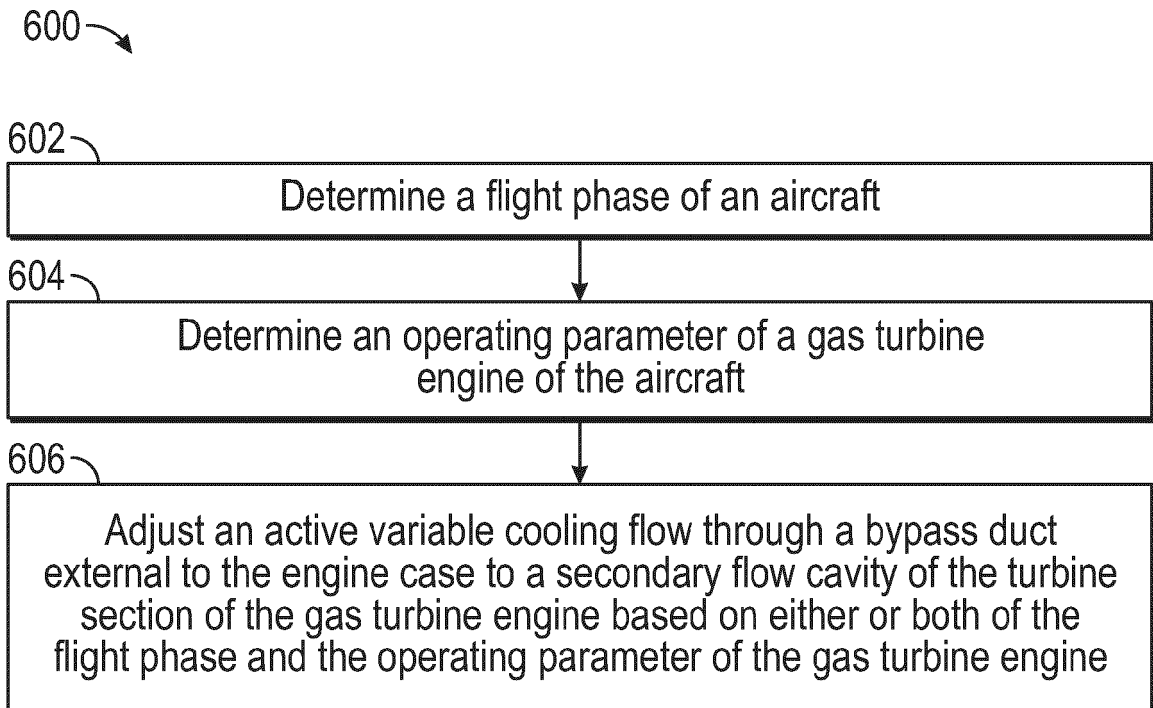 600
602
Determine a flight phase of an aircraft
604
Determine an operating parameter of a gas turbine
engine of the aircraft
606
Adjust an active variable cooling flow through a bypass duct
external to the engine case to a secondary flow cavity of the turbine
section of the gas turbine engine based on either or both of the
flight phase and the operating parameter of the gas turbine engine